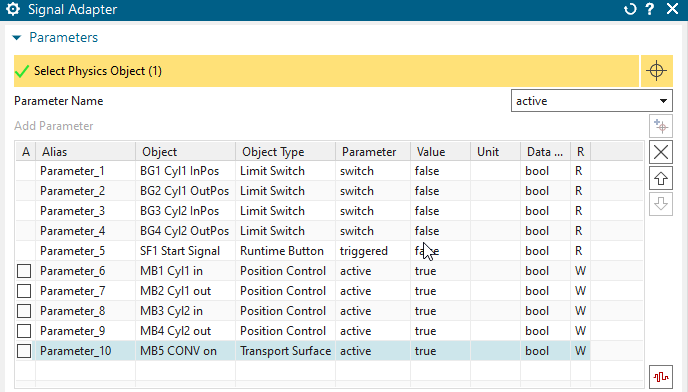 Signal Adapter
Parameters
Select Physics Object (1)
Parameter Name active
Add Parameter
A Alias Object Object Type Parameter Value Unit Data ... R
Parameter_1 BG1 Cyl1 InPos Limit Switch switch false bool R
Parameter_2 BG2 Cyl1 OutPos Limit Switch switch false bool R
Parameter_3 BG3 Cyl2 InPos Limit Switch switch false bool R
Parameter_4 BG4 Cyl2 OutPos Limit Switch switch false bool R
Parameter_5 SF1 Start Signal Runtime Button triggered false bool R
Parameter_6 MB1 Cyl1 in Position Control active true bool W
Parameter_7 MB2 Cyl1 out Position Control active true bool W
Parameter_8 MB3 Cyl2 in Position Control active true bool W
Parameter_9 MB4 Cyl2 out Position Control active true bool W
Parameter_10 MB5 CONV on Transport Surface active true bool W